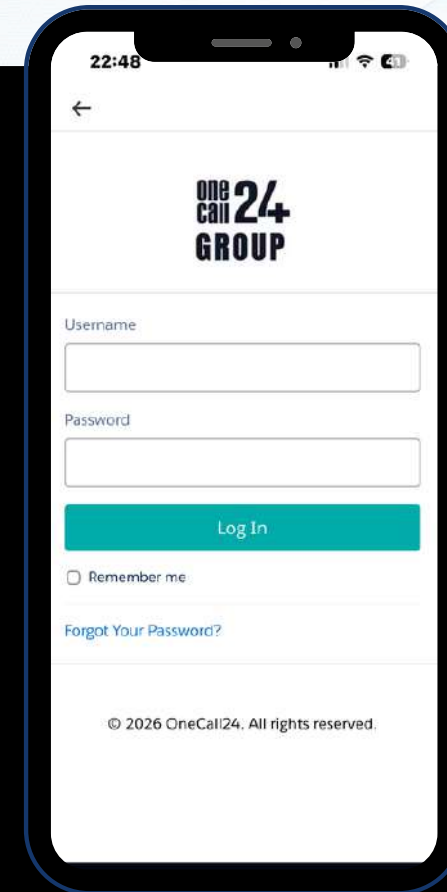 22:48
41
one
call 24
GROUP
Username
Password
Log In
Remember me
Forgot Your Password?
© 2026 OneCall24. All rights reserved.